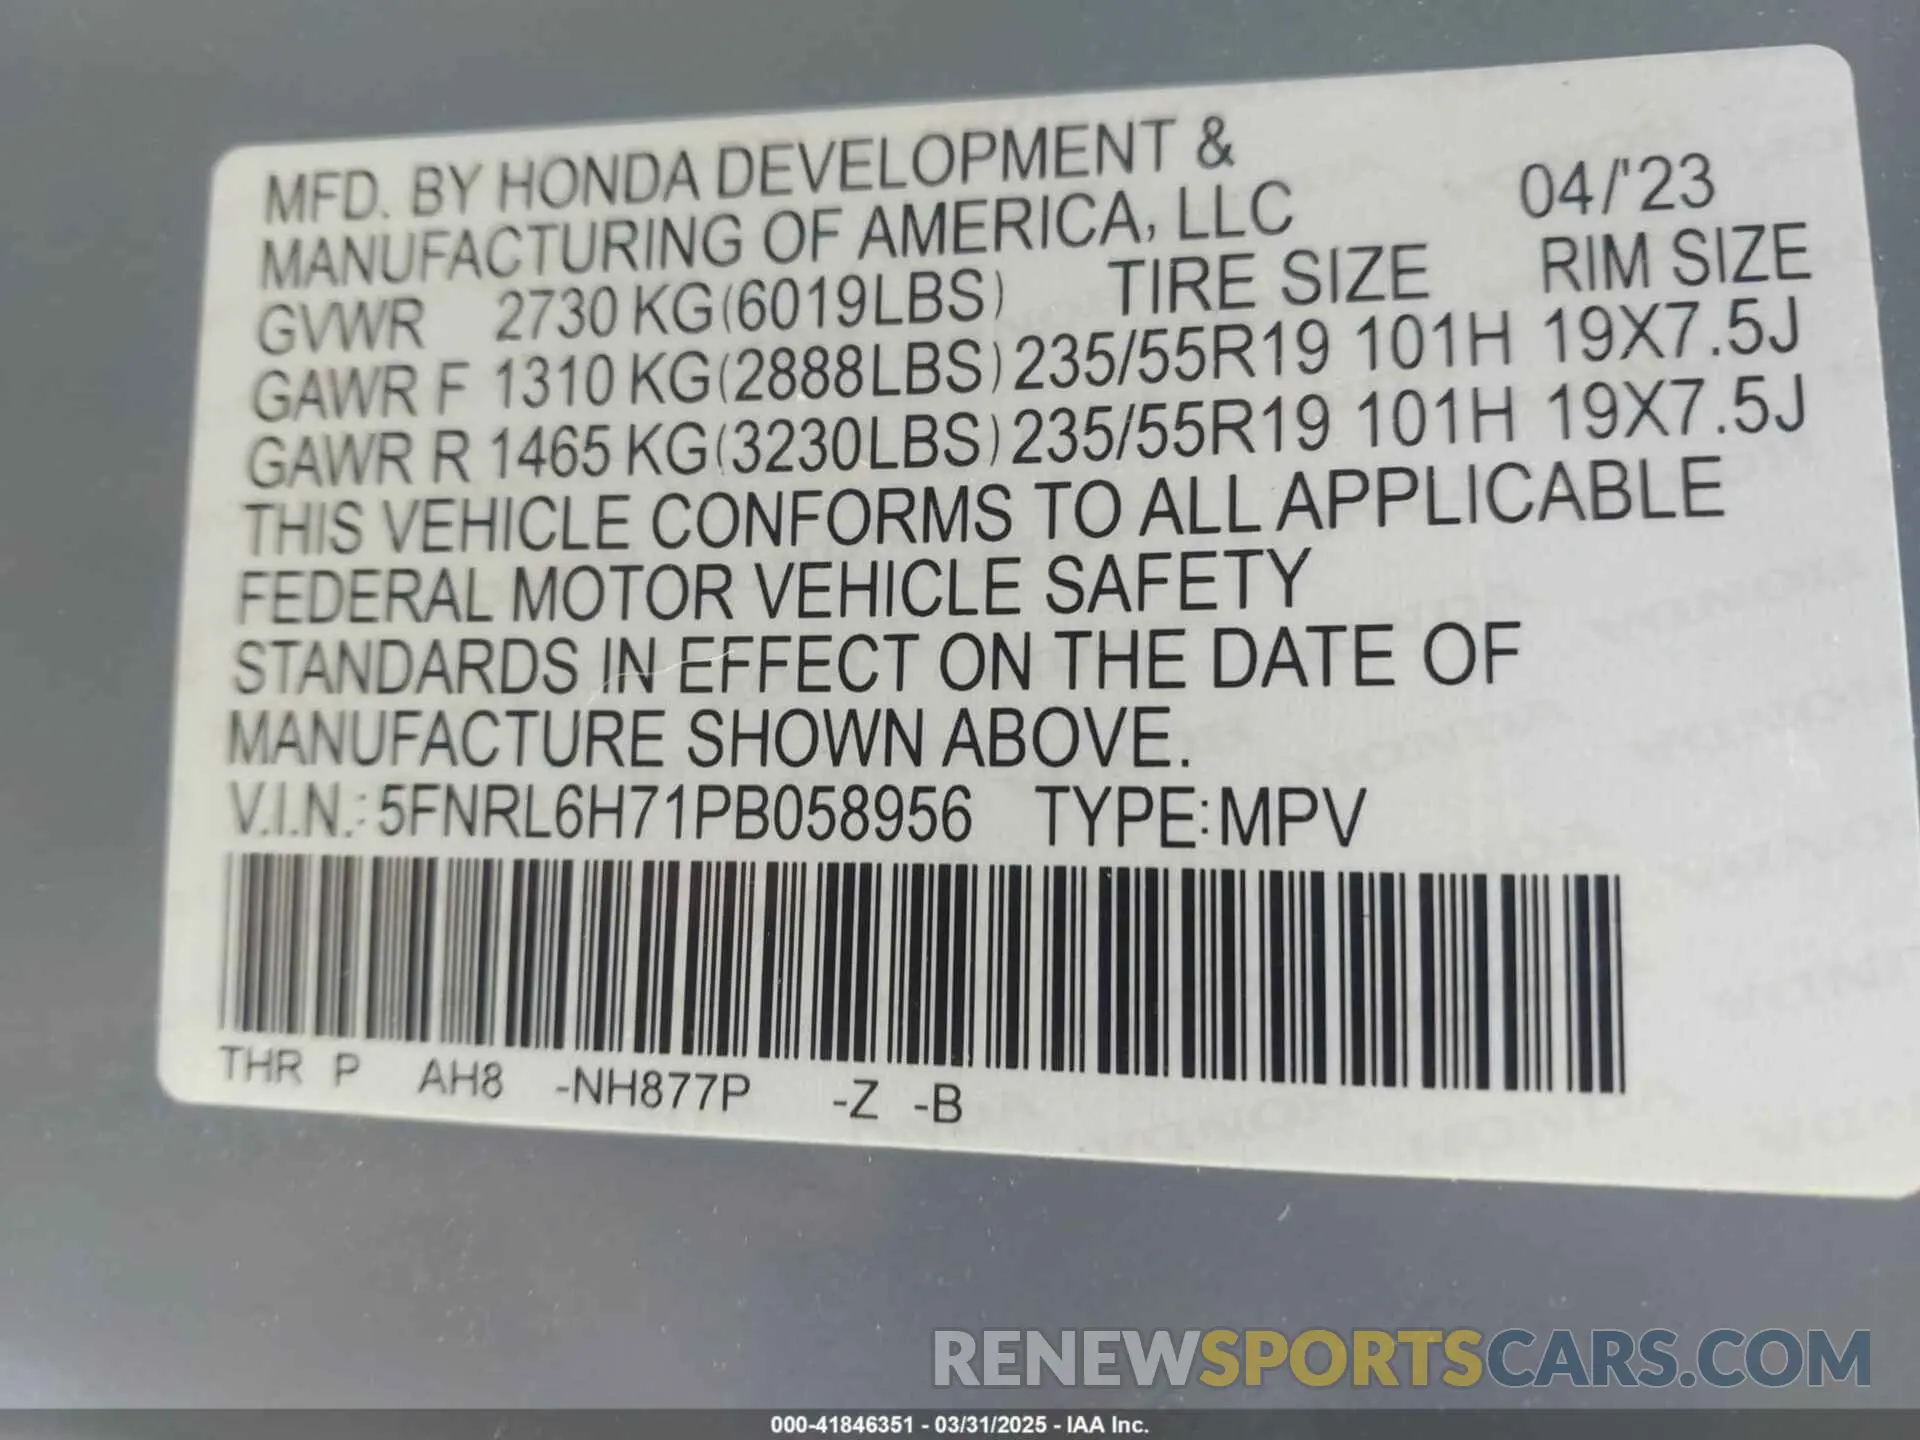 MFD. BY HONDA DEVELOPMENT &
MANUFACTURING OF AMERICA, LLC 04/'23
GVWR 2730 KG(6019LBS) TIRE SIZE RIM SIZE
GAWR F 1310 KG(2888LBS) 235/55R19 101H 19X7.5J
GAWR R 1465 KG(3230LBS) 235/55R19 101H 19X7.5J
THIS VEHICLE CONFORMS TO ALL APPLICABLE
FEDERAL MOTOR VEHICLE SAFETY
STANDARDS IN EFFECT ON THE DATE OF
MANUFACTURE SHOWN ABOVE.
V.I.N.: 5FNRL6H71PB058956 TYPE:MPV
THR P AH8 -NH877P -Z -B
RENEWSPORTSCARS.COM
000-41846351 - 03/31/2025 - IAA Inc.